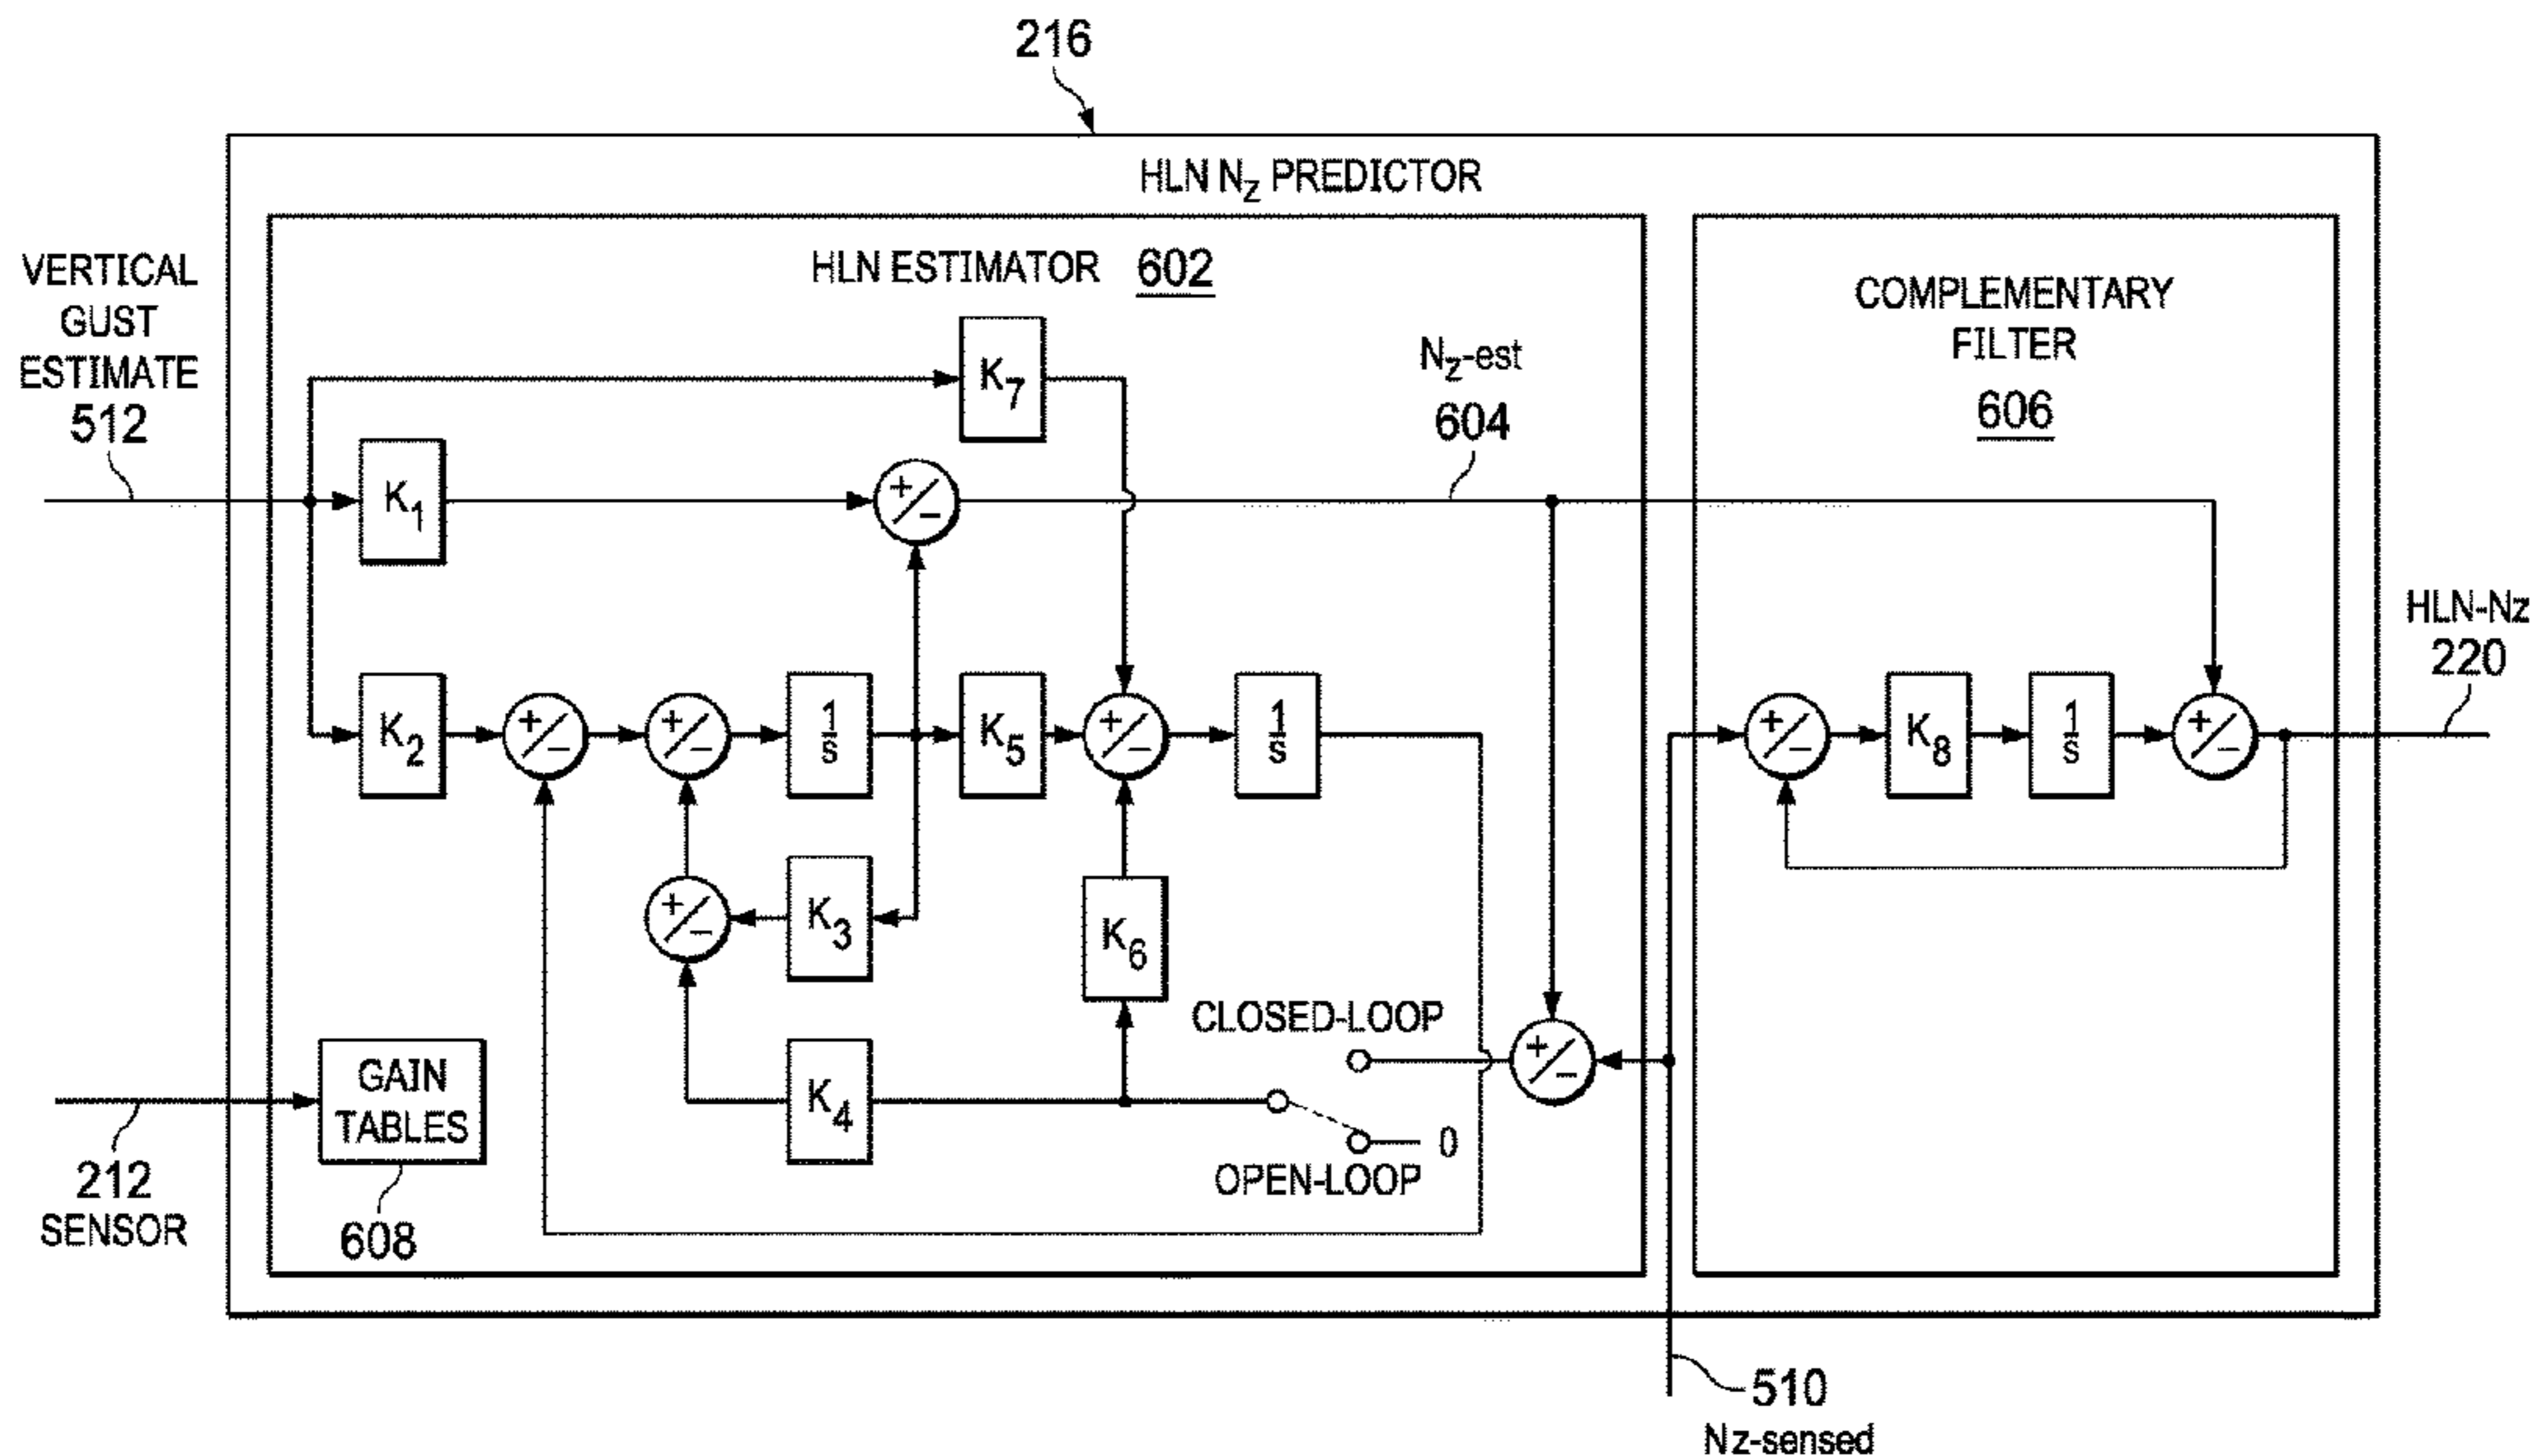 216
HLN NZ PREDICTOR
HLN ESTIMATOR 602
VERTICAL
GUST
ESTIMATE
512
COMPLEMENTARY
FILTER
606
K7
Nz-est
604
K1
+/-
HLN-Nz
220
K2
+/-
+/-
1/s
K5
+/-
1/s
+/-
K8
1/s
+/-
+/-
K3
K6
CLOSED-LOOP
+/-
GAIN
TABLES
K4
0
OPEN-LOOP
212
SENSOR
608
510
Nz-sensed